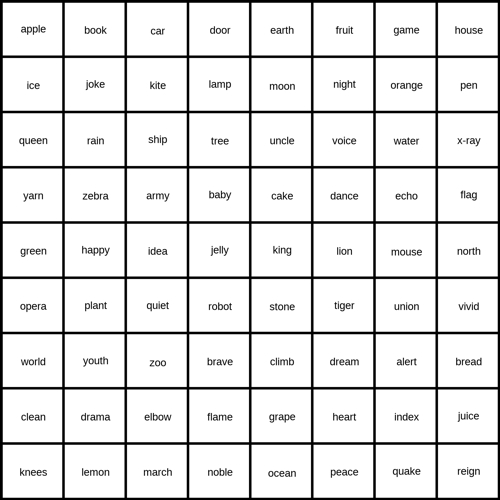 apple book car door earth fruit game house
ice joke kite lamp moon night orange pen
queen rain ship tree uncle voice water x-ray
yarn zebra army baby cake dance echo flag
green happy idea jelly king lion mouse north
opera plant quiet robot stone tiger union vivid
world youth zoo brave climb dream alert bread
clean drama elbow flame grape heart index juice
knees lemon march noble ocean peace quake reign